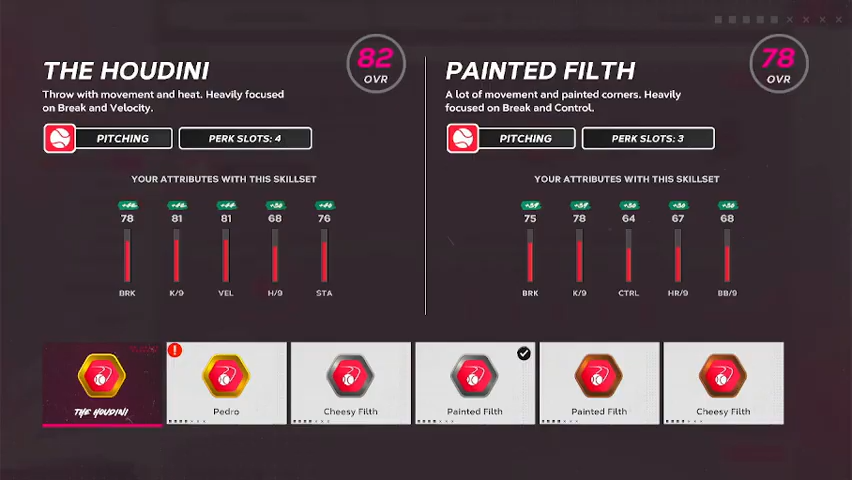 THE HOUDINI
82
OVR
Throw with movement and heat. Heavily focused
on Break and Velocity.
PITCHING
PERK SLOTS: 4
YOUR ATTRIBUTES WITH THIS SKILLSET
78 81 81 68 76
BRK K/9 VEL H/9 STA
PAINTED FILTH
78
OVR
A lot of movement and painted corners. Heavily
focused on Break and Control.
PITCHING
PERK SLOTS: 3
YOUR ATTRIBUTES WITH THIS SKILLSET
75 78 64 67 68
BRK K/9 CTRL HR/9 BB/9
THE HOUDINI
Pedro
Cheesy Filth
Painted Filth
Painted Filth
Cheesy Filth